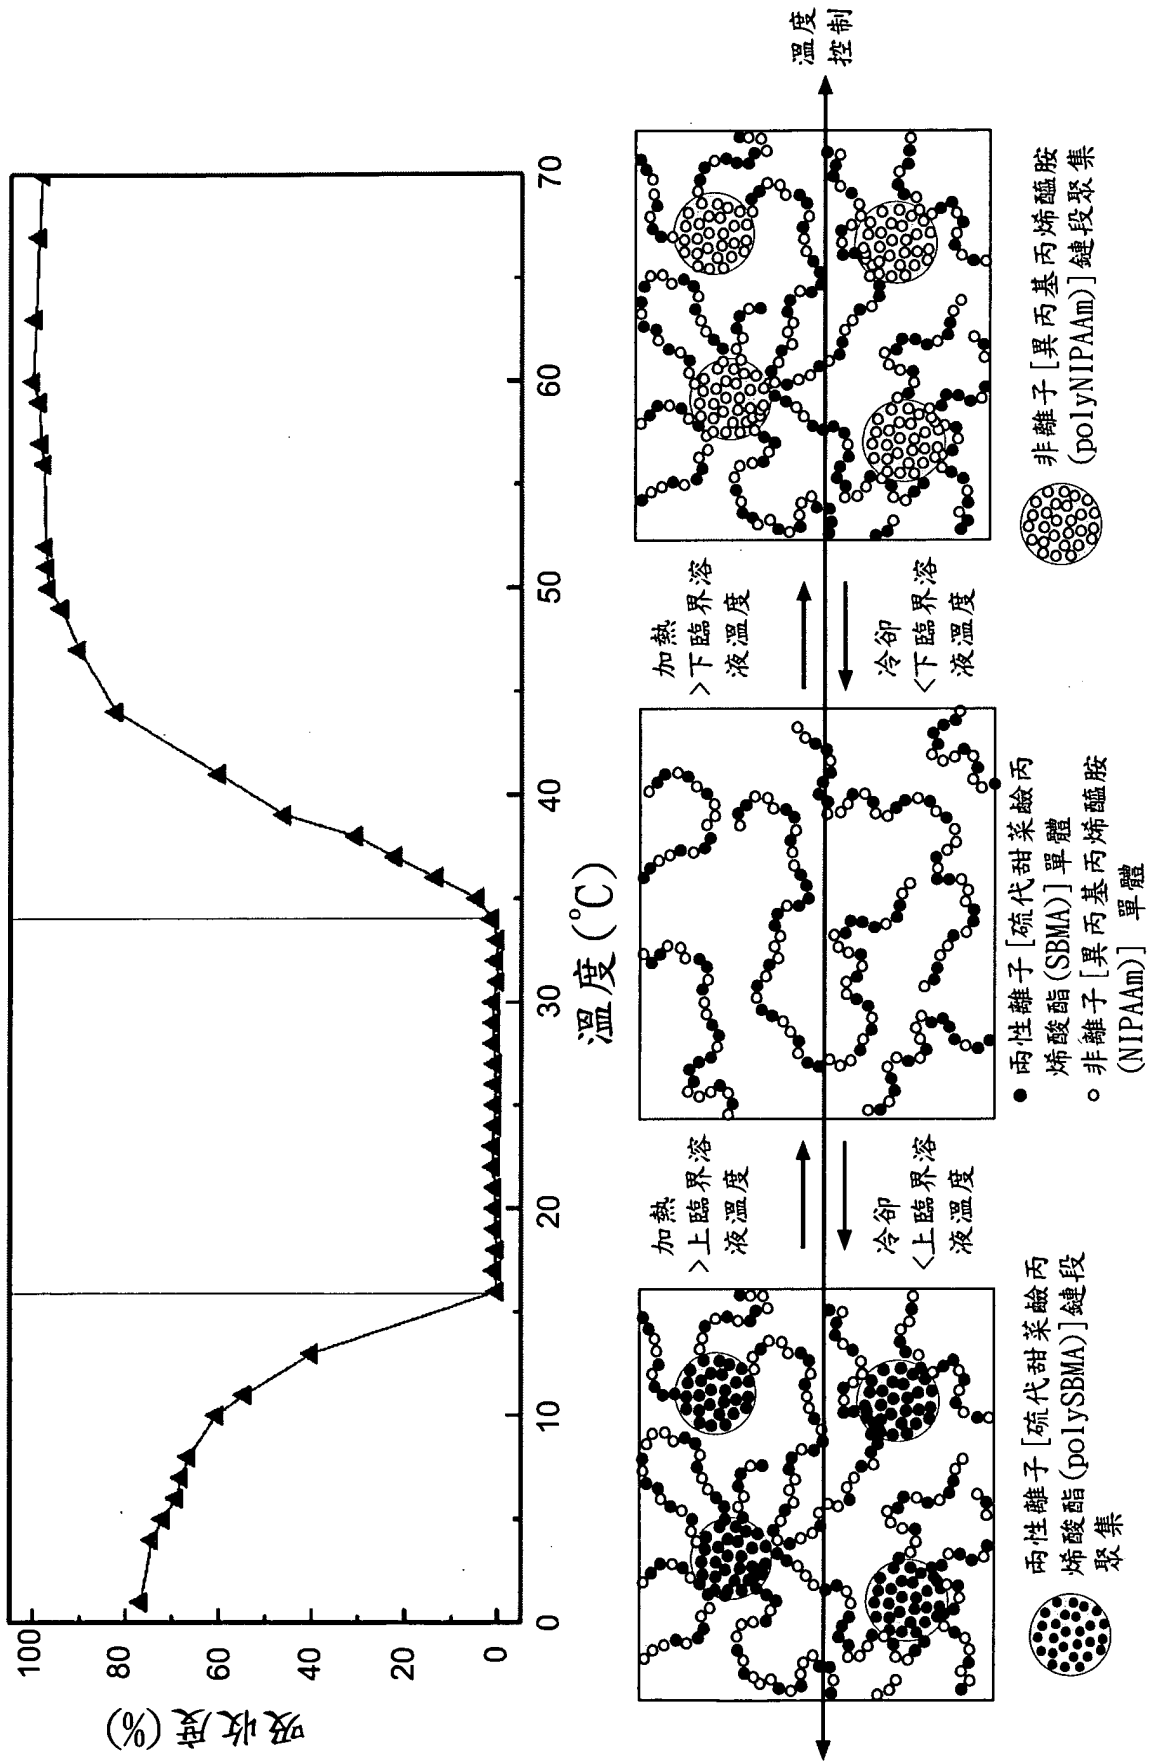 吸收度(%)
100
80
60
40
20
0
0
10
20
30
40
50
60
70
溫度(°C)
加熱
>上臨界溶
液溫度
冷卻
<上臨界溶
液溫度
加熱
>下臨界溶
液溫度
冷卻
<下臨界溶
液溫度
溫度
控制
兩性離子[硫代甜菜鹼丙
烯酸酯(polySBMA)]鏈段
聚集
● 兩性離子[硫代甜菜鹼丙
烯酸酯(SBMA)]單體
○ 非離子[異丙基丙烯醯胺
(NIPAAm)] 單體
非離子[異丙基丙烯醯胺
(polyNIPAAm)]鏈段聚集